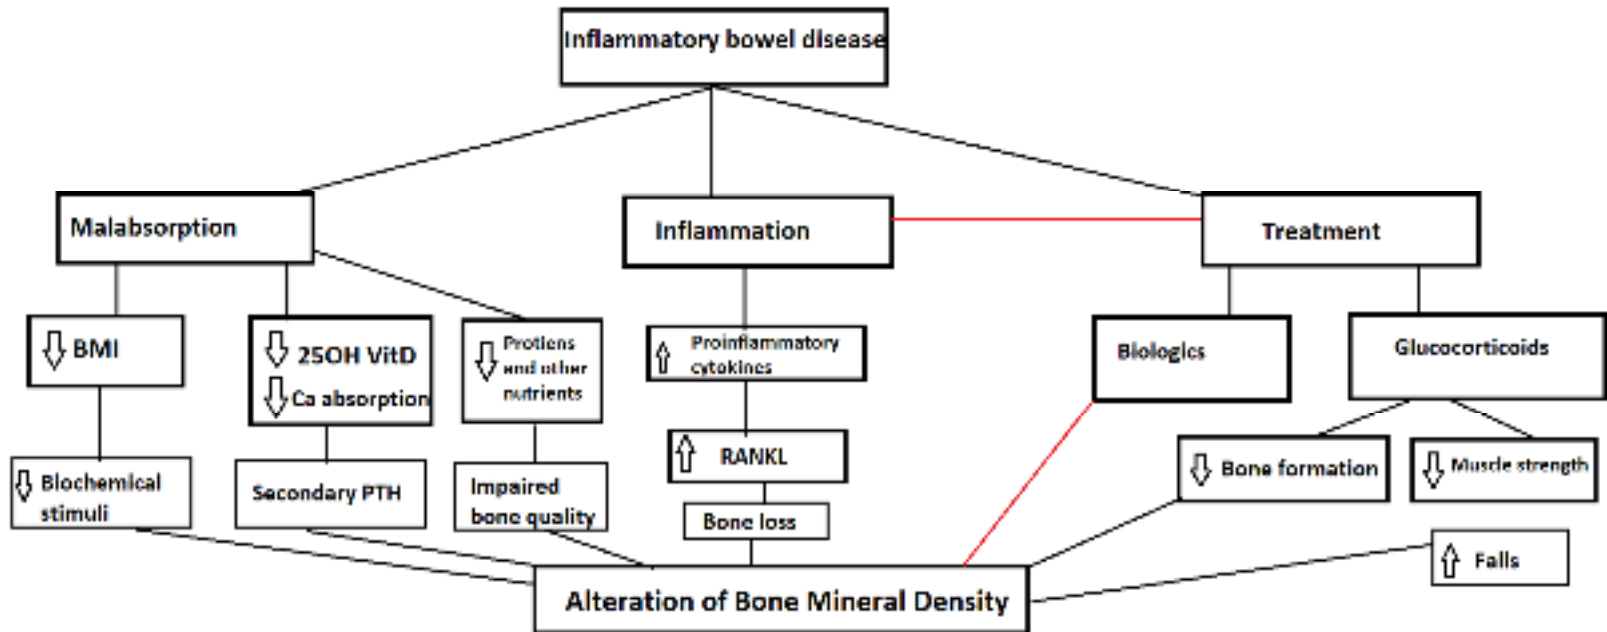 Inflammatory bowel disease
Malabsorption
Inflammation
Treatment
BMI
25OH VitD
Ca absorption
Protiens
and other
nutrients
Proinflammatory
cytokines
Biologics
Glucocorticoids
Biochemical
stimuli
Secondary PTH
Impaired
bone quality
RANKL
Bone loss
Bone formation
Muscle strength
Falls
Alteration of Bone Mineral Density